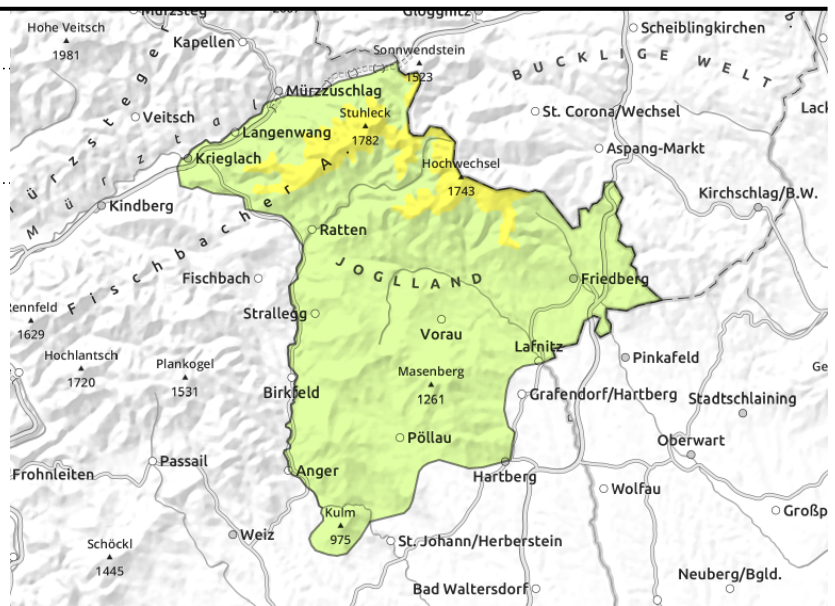 Mürzsteg
Gloggnitz
Hohe Veitsch
1981
Kapellen
Scheiblingkirchen
Sonnwendstein
1523
BUCKLIGE WELT
Mürzzuschlag
Veitsch
Stuhleck
1782
St. Corona/Wechsel
Langenwang
Krieglach
Hochwechsel
1743
Aspang-Markt
Kindberg
Kirchschlag/B.W.
Mürztal
Fischbacher A.
Ratten
JOGLLAND
Fischbach
Friedberg
Rennfeld
1629
Strallegg
Vorau
Lafnitz
Hochlantsch
1720
Plankogel
1531
Masenberg
1261
Pinkafeld
Birkfeld
Grafendorf/Hartberg
Stadtschlaining
Pöllau
Oberwart
Frohnleiten
Passail
Anger
Hartberg
Wolfau
Kulm
975
Großp
Weiz
St. Johann/Herberstein
Schöckl
1445
Bad Waltersdorf
Neuberg/Bgld.